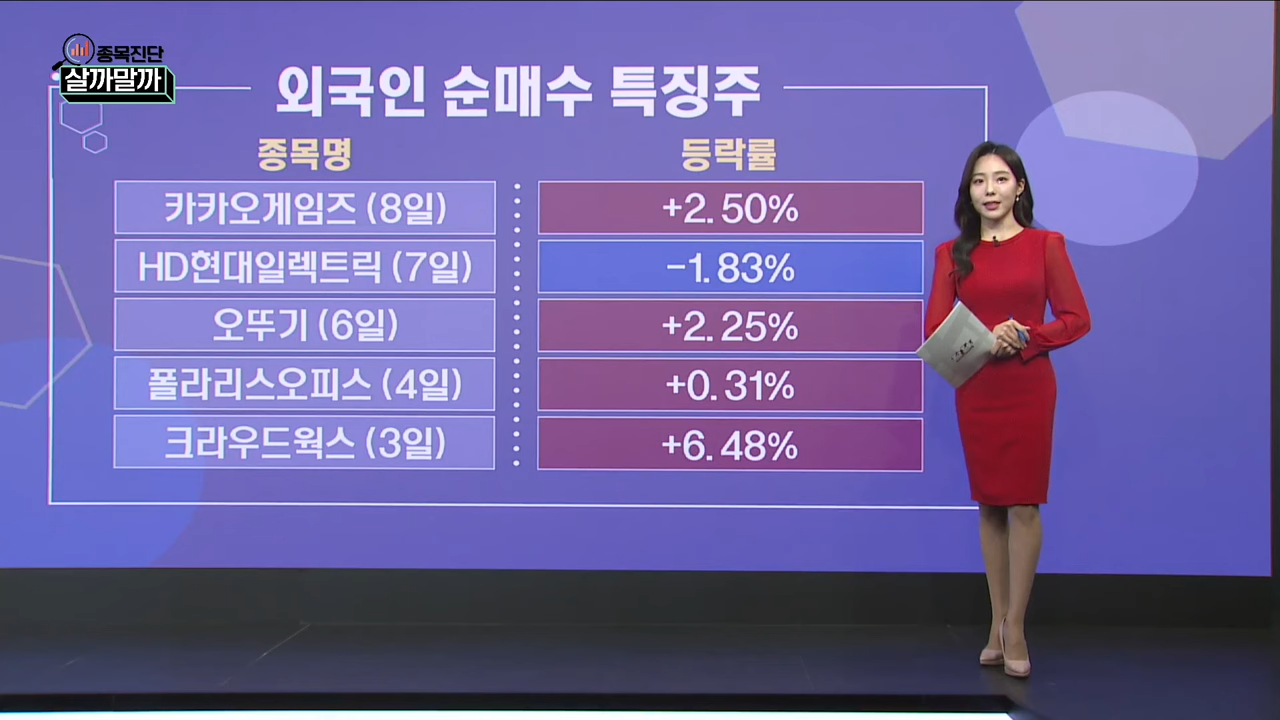 종목진단
살까말까
외국인 순매수 특징주
종목명 등락률
카카오게임즈 (8일) +2.50%
HD현대일렉트릭 (7일) -1.83%
오뚜기 (6일) +2.25%
폴라리스오피스 (4일) +0.31%
크라우드웍스 (3일) +6.48%